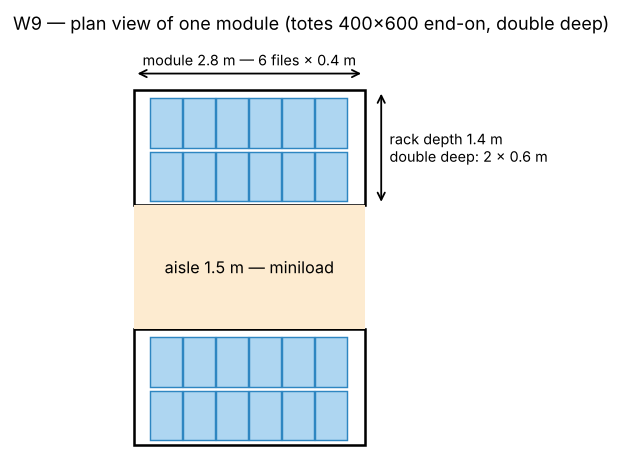 W9 — plan view of one module (totes 400×600 end-on, double deep)
module 2.8 m — 6 files × 0.4 m
rack depth 1.4 m
double deep: 2 × 0.6 m
aisle 1.5 m — miniload